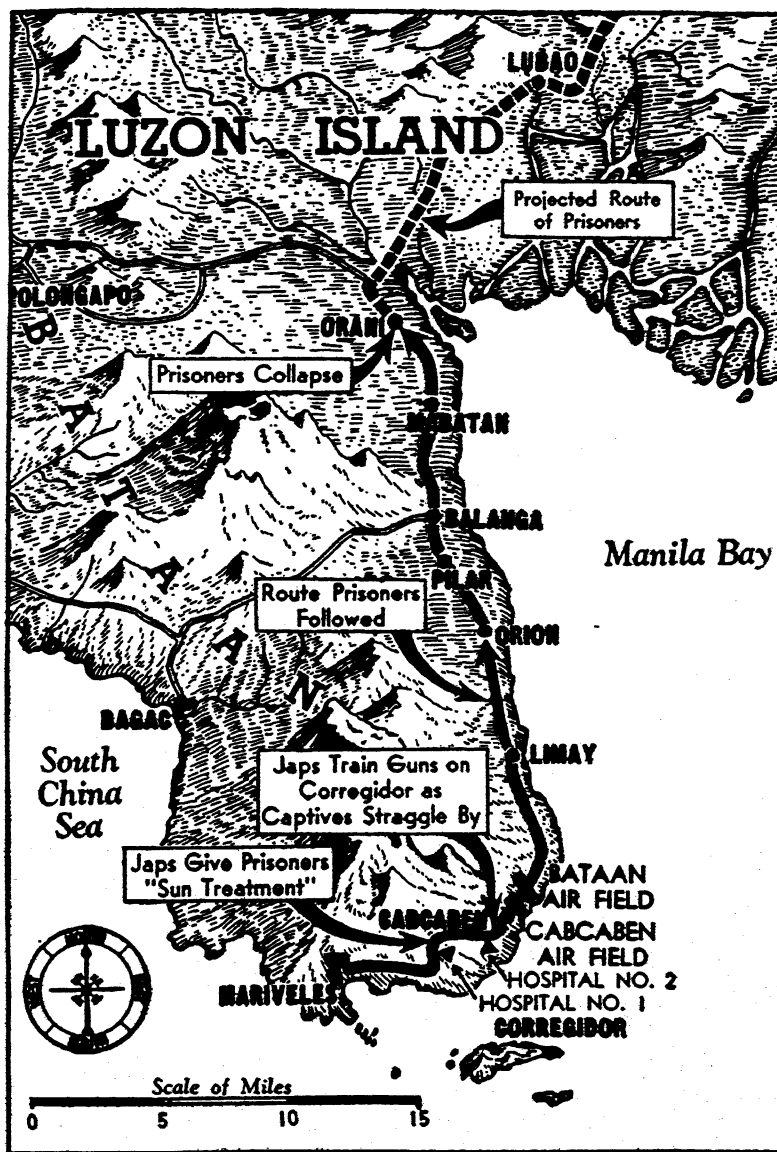 LUBAO
LUZON ISLAND
Projected Route
of Prisoners
OLONGAPO
ORANI
Prisoners Collapse
BATAAN
BALANGA
Manila Bay
PILAR
Route Prisoners
Followed
ORION
BAGAC
LIMAY
South
China
Sea
Japs Train Guns on
Corregidor as
Captives Straggle By
Japs Give Prisoners
"Sun Treatment"
BATAAN
AIR FIELD
CABCABEN
CABCABEN
AIR FIELD
HOSPITAL NO. 2
MARIVELES
HOSPITAL NO. 1
CORREGIDOR
Scale of Miles
0 5 10 15